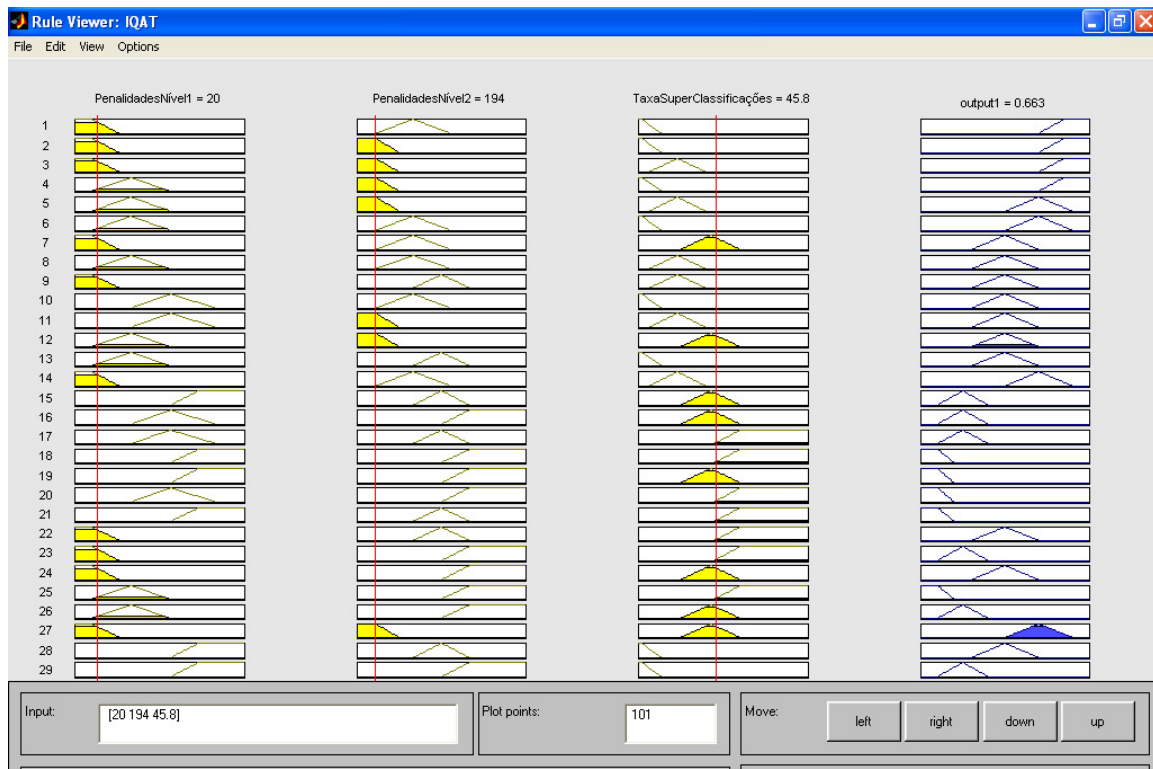 Rule Viewer: IQAT
File Edit View Options
PenalidadesNível1 = 20
PenalidadesNível2 = 194
TaxaSuperClassificações = 45.8
output1 = 0.663
1
2
3
4
5
6
7
8
9
10
11
12
13
14
15
16
17
18
19
20
21
22
23
24
25
26
27
28
29
Input:
[20 194 45.8]
Plot points:
101
Move:
left
right
down
up